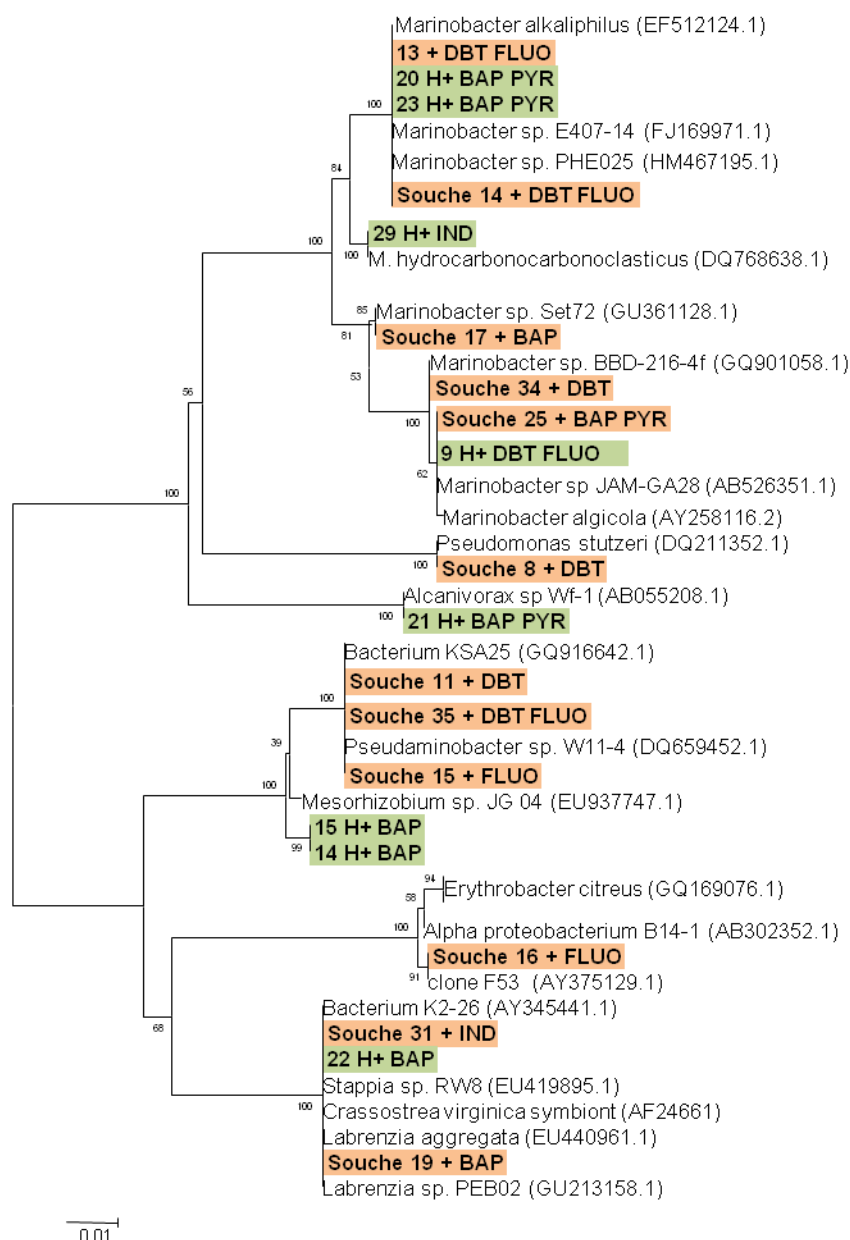 Marinobacter alkaliphilus (EF512124.1)
13 + DBT FLUO
20 H+ BAP PYR
23 H+ BAP PYR
100
Marinobacter sp. E407-14 (FJ169971.1)
Marinobacter sp. PHE025 (HM467195.1)
84
Souche 14 + DBT FLUO
29 H+ IND
100
100
M. hydrocarbonocarbonoclasticus (DQ768638.1)
85
Marinobacter sp. Set72 (GU361128.1)
81
Souche 17 + BAP
Marinobacter sp. BBD-216-4f (GQ901058.1)
53
Souche 34 + DBT
56
Souche 25 + BAP PYR
100
9 H+ DBT FLUO
62
Marinobacter sp JAM-GA28 (AB526351.1)
100
Marinobacter algicola (AY258116.2)
Pseudomonas stutzeri (DQ211352.1)
100
Souche 8 + DBT
Alcanivorax sp Wf-1 (AB055208.1)
100
21 H+ BAP PYR
Bacterium KSA25 (GQ916642.1)
Souche 11 + DBT
100
Souche 35 + DBT FLUO
39
Pseudaminobacter sp. W11-4 (DQ659452.1)
Souche 15 + FLUO
100
Mesorhizobium sp. JG 04 (EU937747.1)
15 H+ BAP
99
14 H+ BAP
94
Erythrobacter citreus (GQ169076.1)
58
100
Alpha proteobacterium B14-1 (AB302352.1)
Souche 16 + FLUO
91
clone F53 (AY375129.1)
Bacterium K2-26 (AY345441.1)
68
Souche 31 + IND
22 H+ BAP
Stappia sp. RW8 (EU419895.1)
100
Crassostrea virginica symbiont (AF24661)
Labrenzia aggregata (EU440961.1)
Souche 19 + BAP
Labrenzia sp. PEB02 (GU213158.1)
0.01